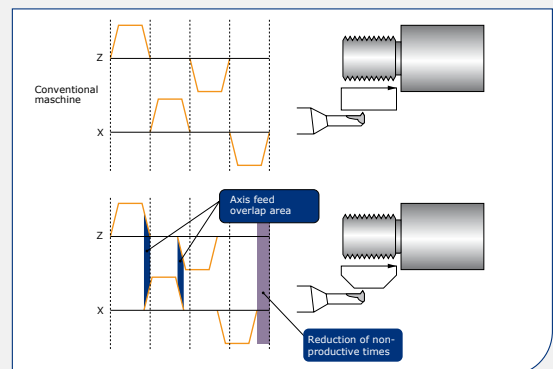 Z
Conventional
maschine
X
Axis feed
overlap area
Z
X
Reduction of non-
productive times